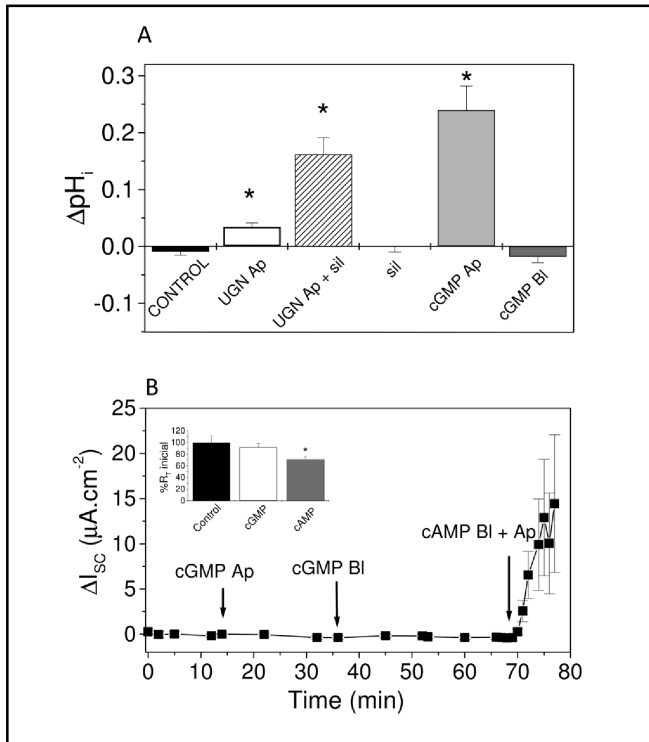 A
0.3
0.2
0.1
0.0
-0.1
ΔpHi
*
*
*
CONTROL
UGN Ap
UGN Ap + sil
sil
cGMP Ap
cGMP Bl
B
25
20
15
10
5
0
ΔISC (μA.cm-2)
120
100
80
60
40
20
0
%RT inicial
*
Control
cGMP
cAMP
cGMP Ap
cGMP Bl
cAMP Bl + Ap
0 10 20 30 40 50 60 70 80
Time (min)